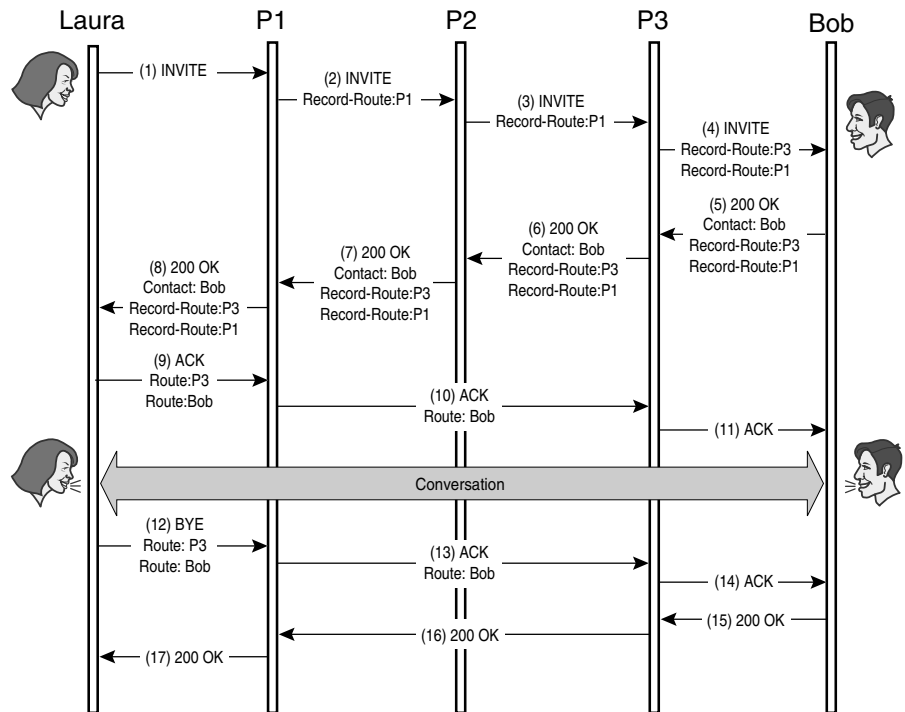 Laura P1 P2 P3 Bob
(1) INVITE
(2) INVITE
Record-Route:P1
(3) INVITE
Record-Route:P1
(4) INVITE
Record-Route:P3
Record-Route:P1
(5) 200 OK
Contact: Bob
Record-Route:P3
Record-Route:P1
(6) 200 OK
Contact: Bob
Record-Route:P3
Record-Route:P1
(7) 200 OK
Contact: Bob
Record-Route:P3
Record-Route:P1
(8) 200 OK
Contact: Bob
Record-Route:P3
Record-Route:P1
(9) ACK
Route:P3
Route:Bob
(10) ACK
Route: Bob
(11) ACK
Conversation
(12) BYE
Route: P3
Route: Bob
(13) ACK
Route: Bob
(14) ACK
(15) 200 OK
(16) 200 OK
(17) 200 OK